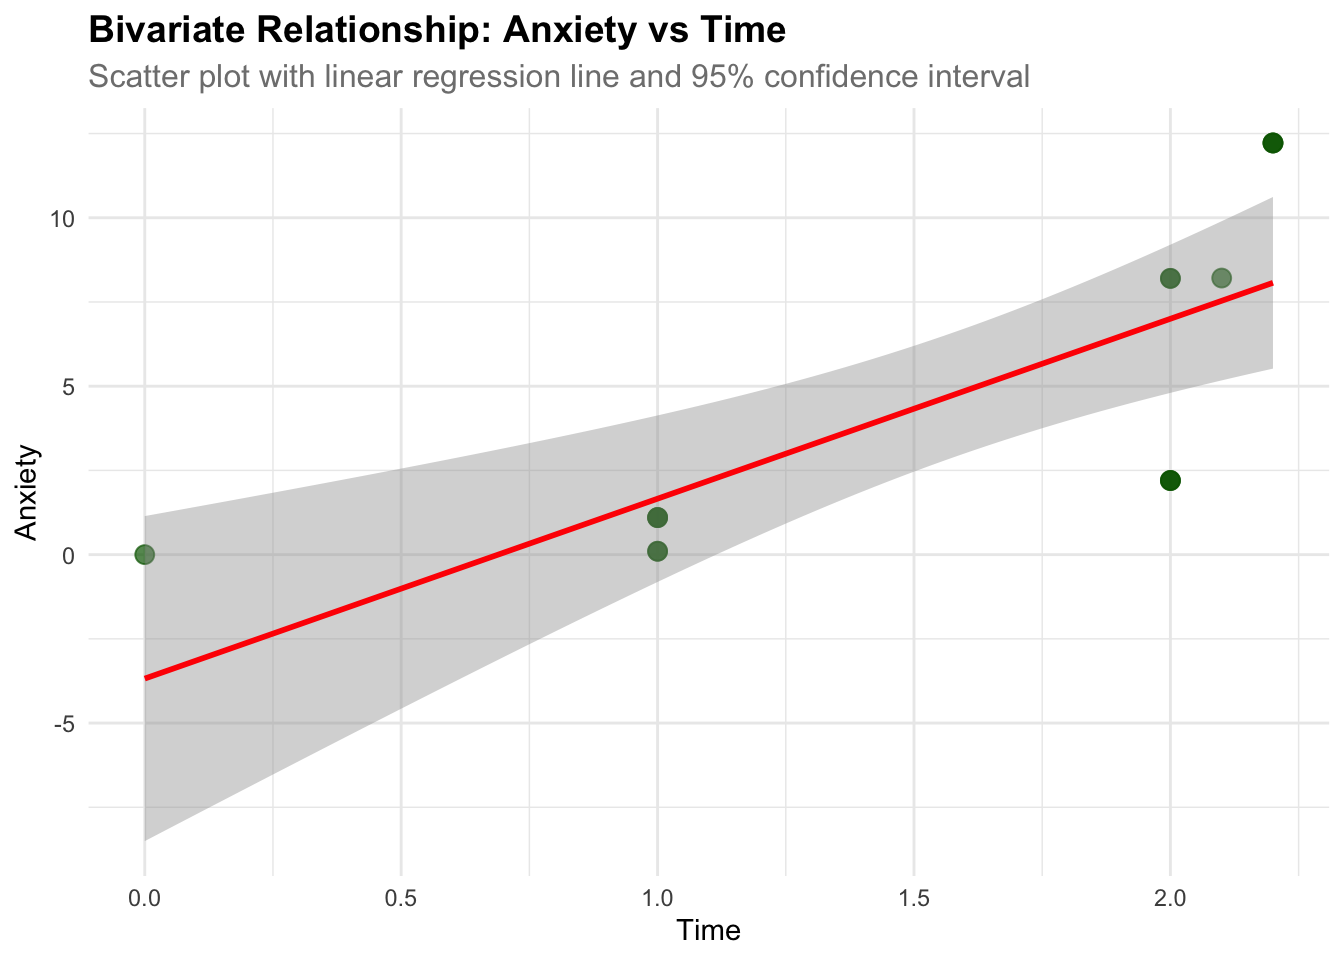 Bivariate Relationship: Anxiety vs Time
Scatter plot with linear regression line and 95% confidence interval
10
5
0
-5
Anxiety
0.0
0.5
1.0
1.5
2.0
Time